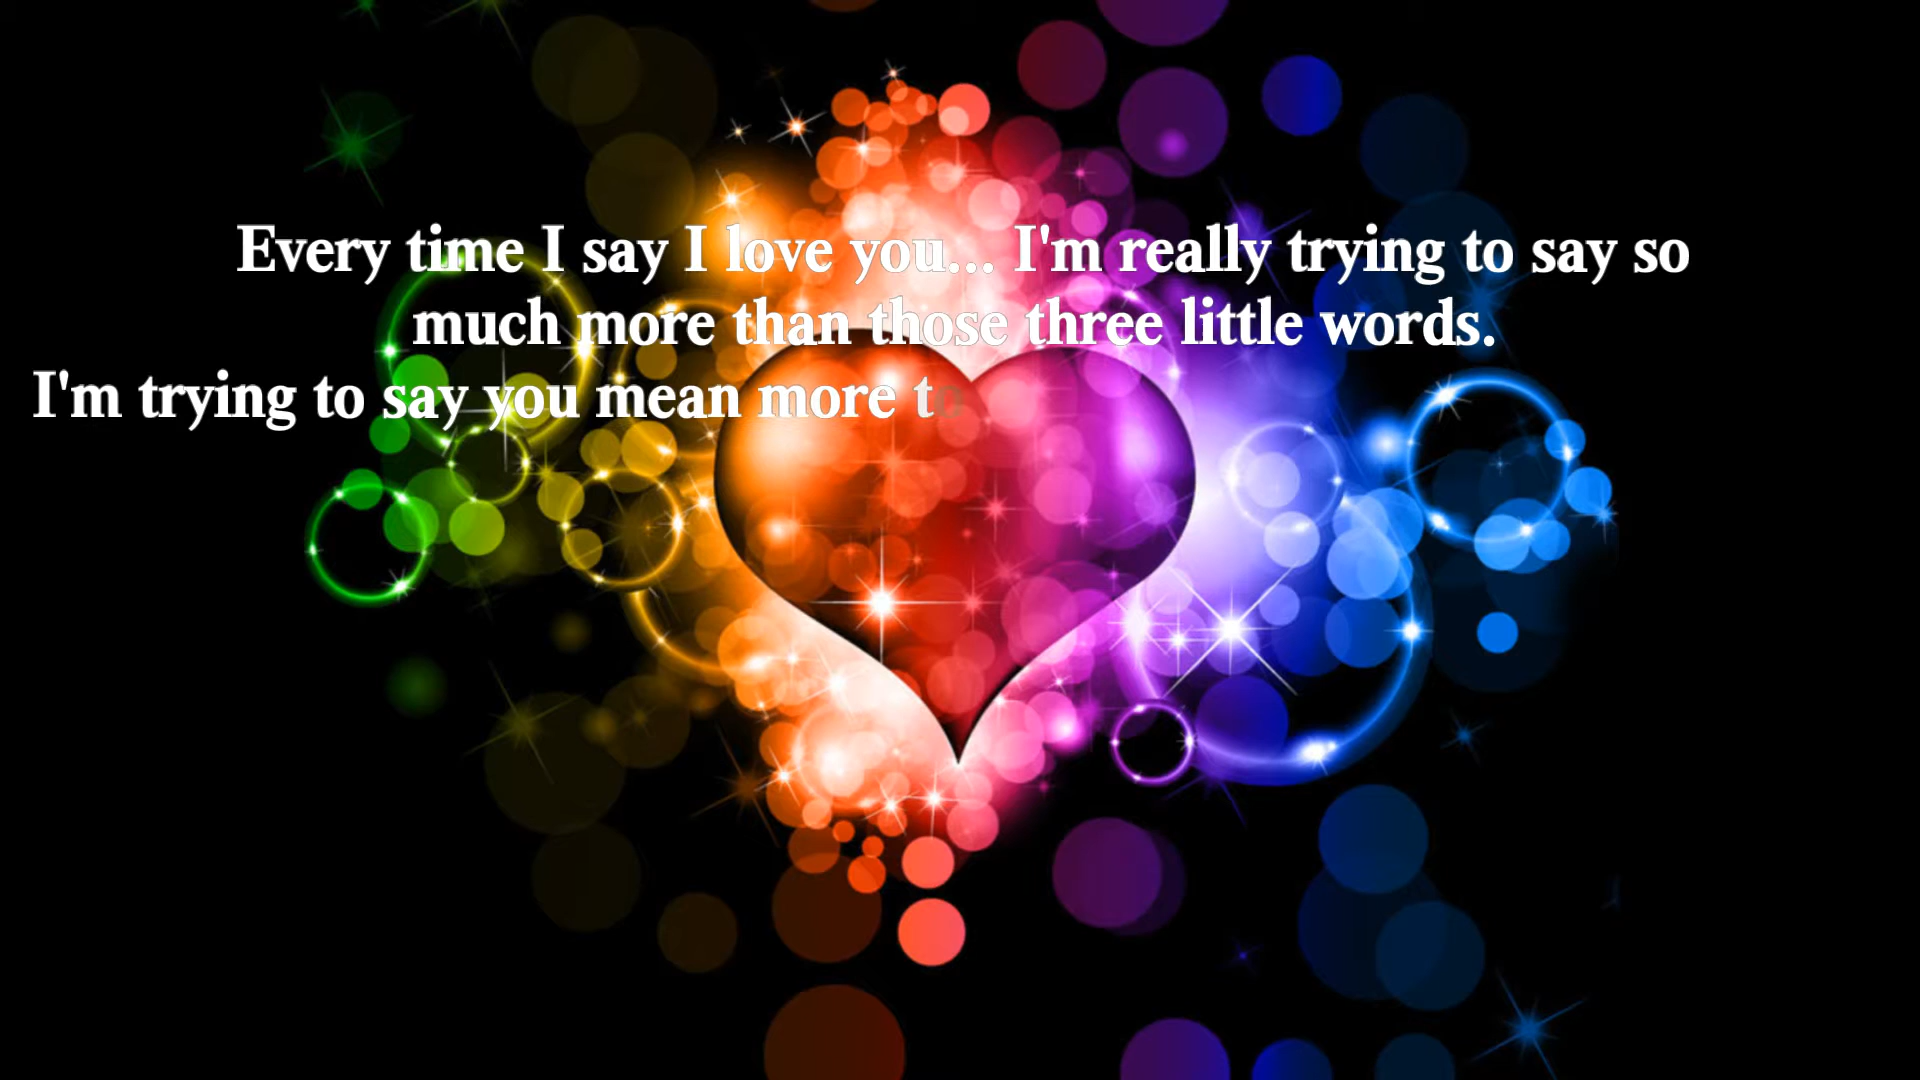 Every time I say I love you... I'm really trying to say so
much more than those three little words.
I'm trying to say you mean more to